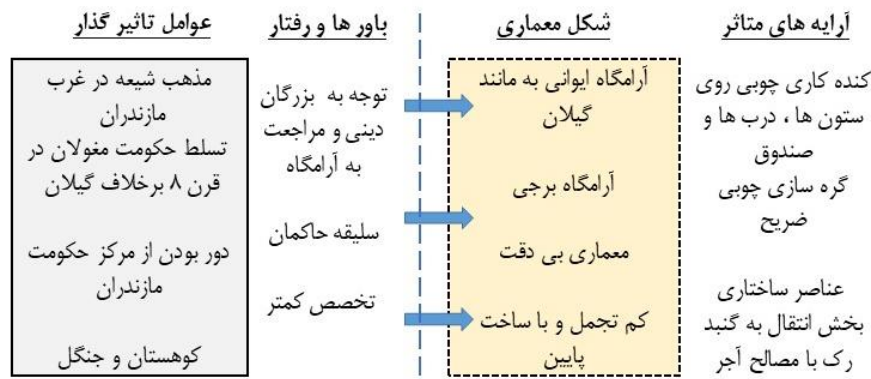 عوامل تاثیر گذار
باور ها و رفتار
شکل معماری
آرایه های متاثر
مذهب شیعه در غرب
مازندران
تسلط حکومت مغولان در
قرن ۸ برخلاف گیلان
دور بودن از مرکز حکومت
مازندران
کوهستان و جنگل
توجه به بزرگان
دینی و مراجعت
به آرامگاه
سلیقه حاکمان
تخصص کمتر
آرامگاه ایوانی به مانند
گیلان
آرامگاه برجی
معماری بی دقت
کم تجمل و با ساخت
پایین
کنده کاری چوبی روی
ستون ها ، درب ها و
صندوق
گره سازی چوبی
ضریح
عناصر ساختاری
بخش انتقال به گنبد
رک با مصالح آجر